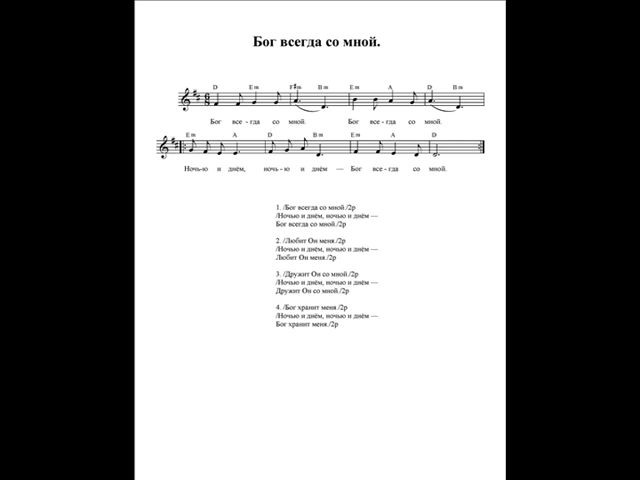 Бог всегда со мной.
D Em F# Bm Em A D Bm
Бог все - гда со мной. Бог все - гда со мной.
Em A D Bm Em A D
Ночь-ю и днём, ночь-ю и днём — Бог все - гда со мной.
1. /Бог всегда со мной./2р
/Ночью и днём, ночью и днём ---
Бог всегда со мной./2р
2. /Любит Он меня./2р
/Ночью и днём, ночью и днём ---
Любит Он меня./2р
3. /Дружит Он со мной./2р
/Ночью и днём, ночью и днём ---
Дружит Он со мной./2р
4. /Бог хранит меня./2р
/Ночью и днём, ночью и днём ---
Бог хранит меня./2р